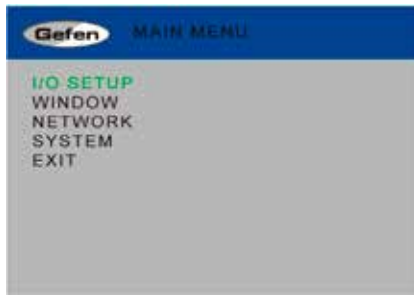 Gefen MAIN MENU
I/O SETUP
WINDOW
NETWORK
SYSTEM
EXIT